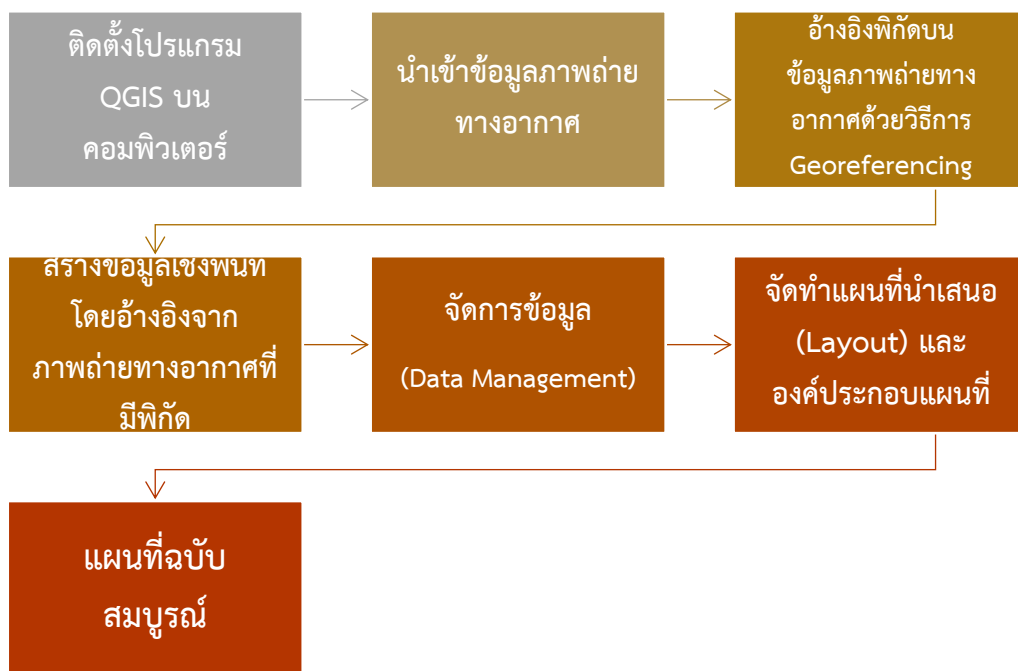 ติดตั้งโปรแกรม
QGIS บน
คอมพิวเตอร์
นำเข้าข้อมูลภาพถ่าย
ทางอากาศ
อ้างอิงพิกัดบน
ข้อมูลภาพถ่ายทาง
อากาศด้วยวิธีการ
Georeferencing
สร้างข้อมูลเชิงพื้นที่
โดยอ้างอิงจาก
ภาพถ่ายทางอากาศที่
มีพิกัด
จัดการข้อมูล
(Data Management)
จัดทำแผนที่นำเสนอ
(Layout) และ
องค์ประกอบแผนที่
แผนที่ฉบับ
สมบูรณ์